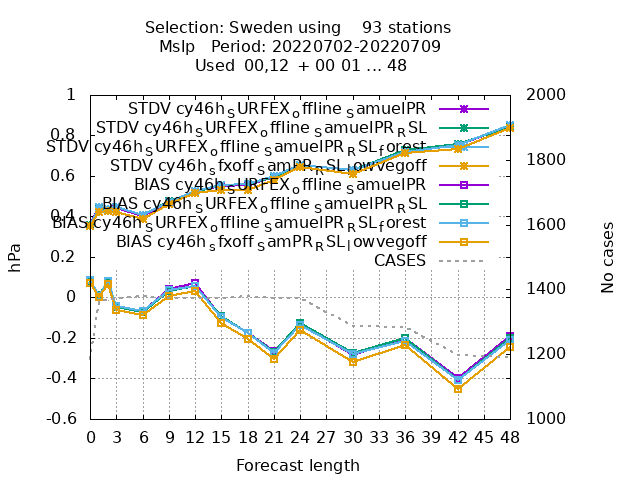 Selection: Sweden using 93 stations
Mslp Period: 20220702-20220709
Used 00,12 + 00 01 ... 48
STDV cy46h_SURFEX_offline_samuelPR
STDV cy46h_SURFEX_offline_samuelPR_RSL
STDV cy46h_SURFEX_offline_samuelPR_RSL_forest
STDV cy46h_sfxoff_samPR_RSL_lowvegoff
BIAS cy46h_SURFEX_offline_samuelPR
BIAS cy46h_SURFEX_offline_samuelPR_RSL
BIAS cy46h_SURFEX_offline_samuelPR_RSL_forest
BIAS cy46h_sfxoff_samPR_RSL_lowvegoff
CASES
1
0.8
0.6
0.4
0.2
0
-0.2
-0.4
-0.6
hPa
2000
1800
1600
1400
1200
1000
No cases
0 3 6 9 12 15 18 21 24 27 30 33 36 39 42 45 48
Forecast length